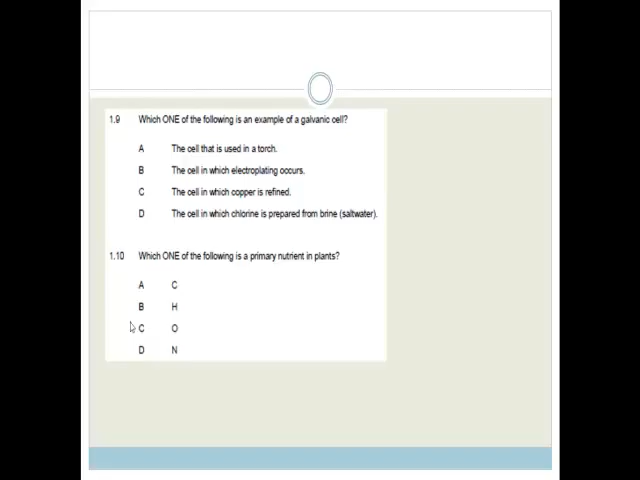 1.9 Which ONE of the following is an example of a galvanic cell?
A The cell that is used in a torch.
B The cell in which electroplating occurs.
C The cell in which copper is refined.
D The cell in which chlorine is prepared from brine (saltwater).
1.10 Which ONE of the following is a primary nutrient in plants?
A C
B H
C O
D N